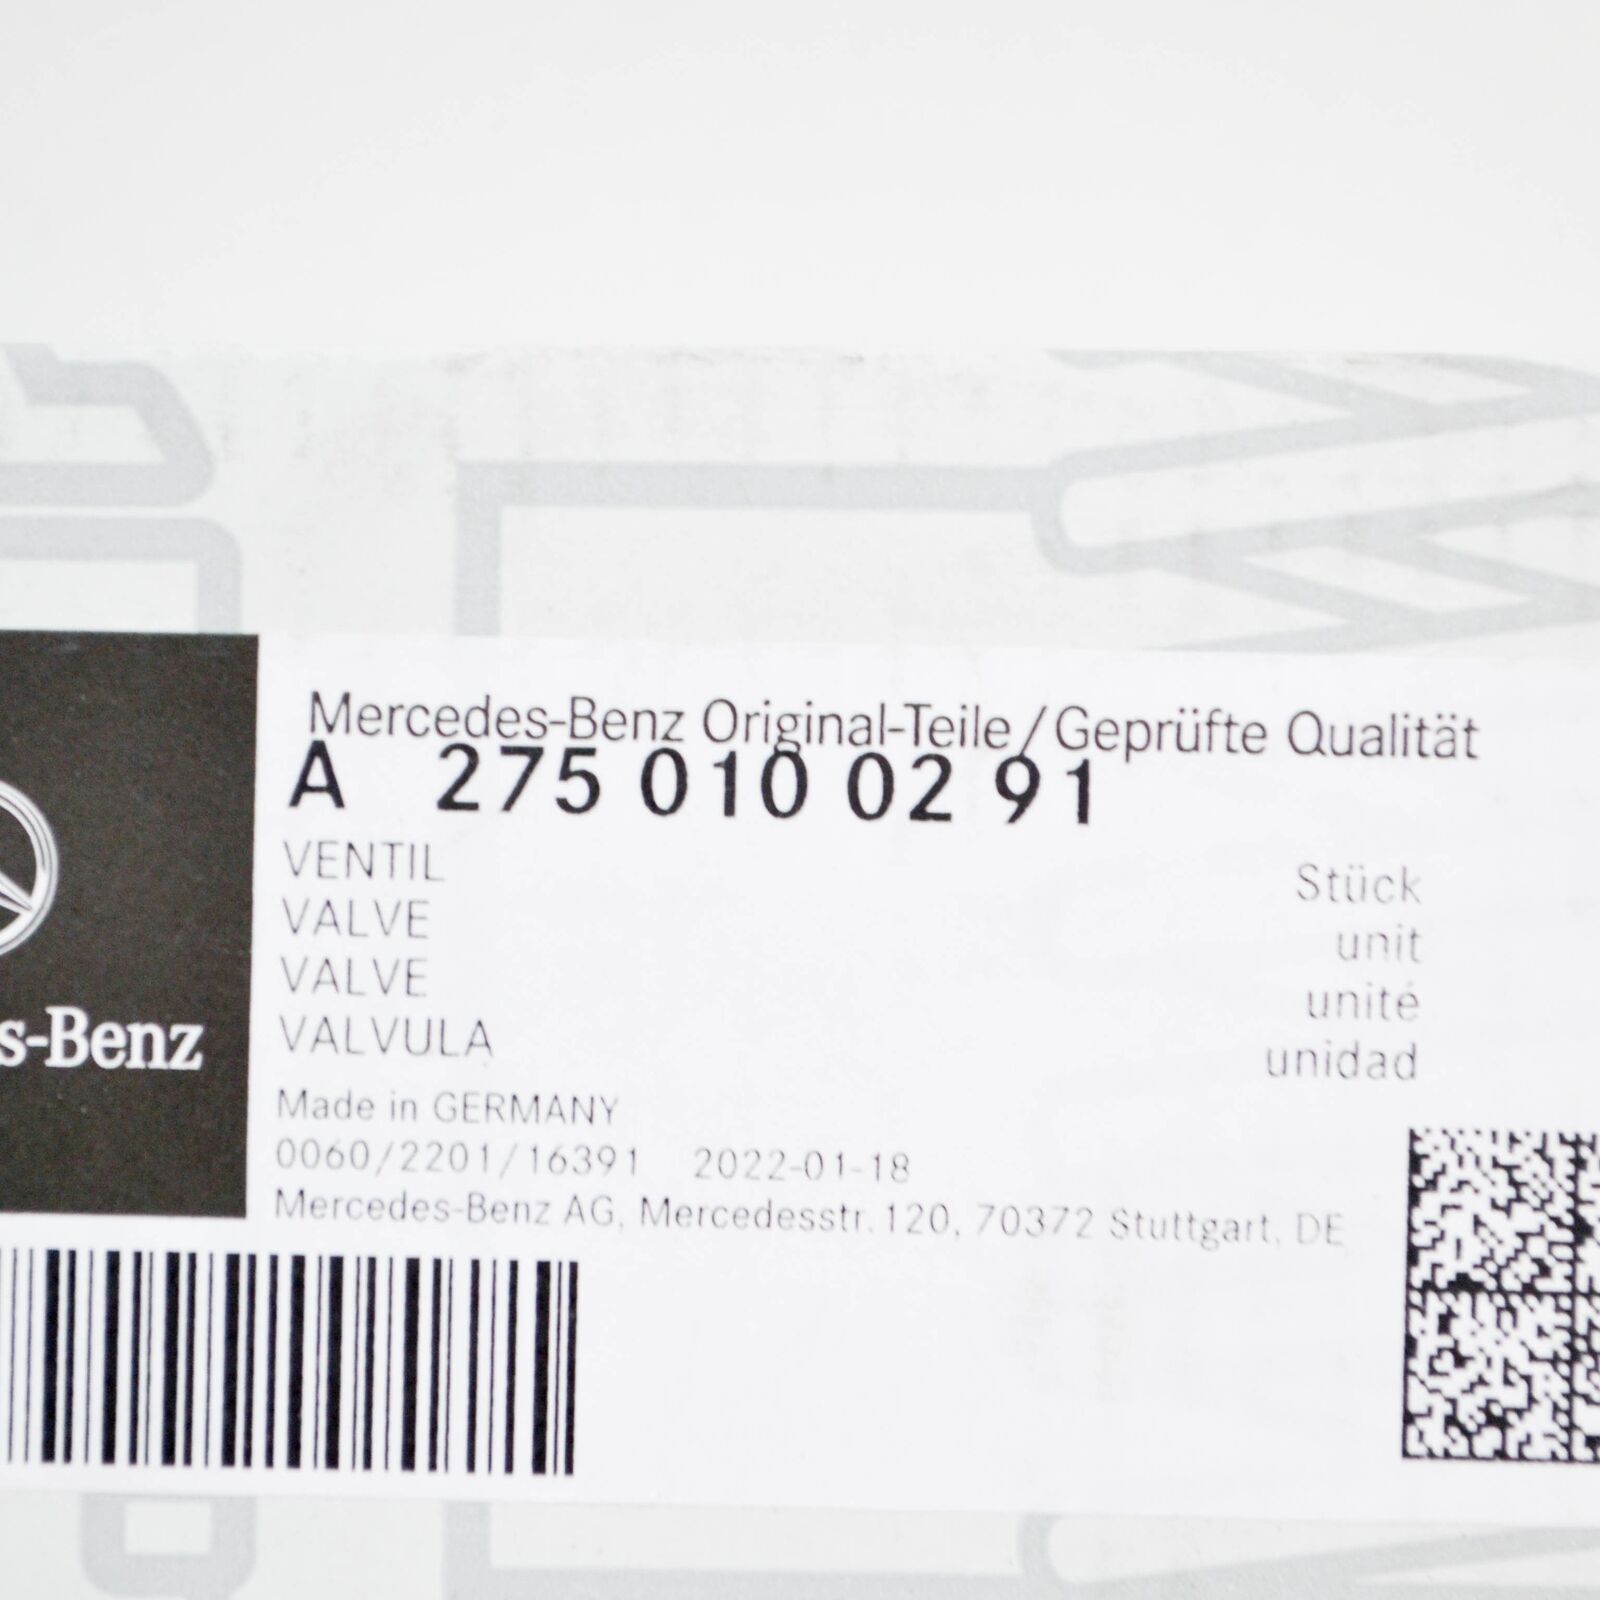 Mercedes-Benz Original-Teile/Geprüfte Qualität
A 275 010 02 91
VENTIL Stück
VALVE unit
VALVE unité
VALVULA unidad
Made in GERMANY
0060/2201/16391 2022-01-18
Mercedes-Benz AG, Mercedesstr. 120, 70372 Stuttgart, DE
s-Benz